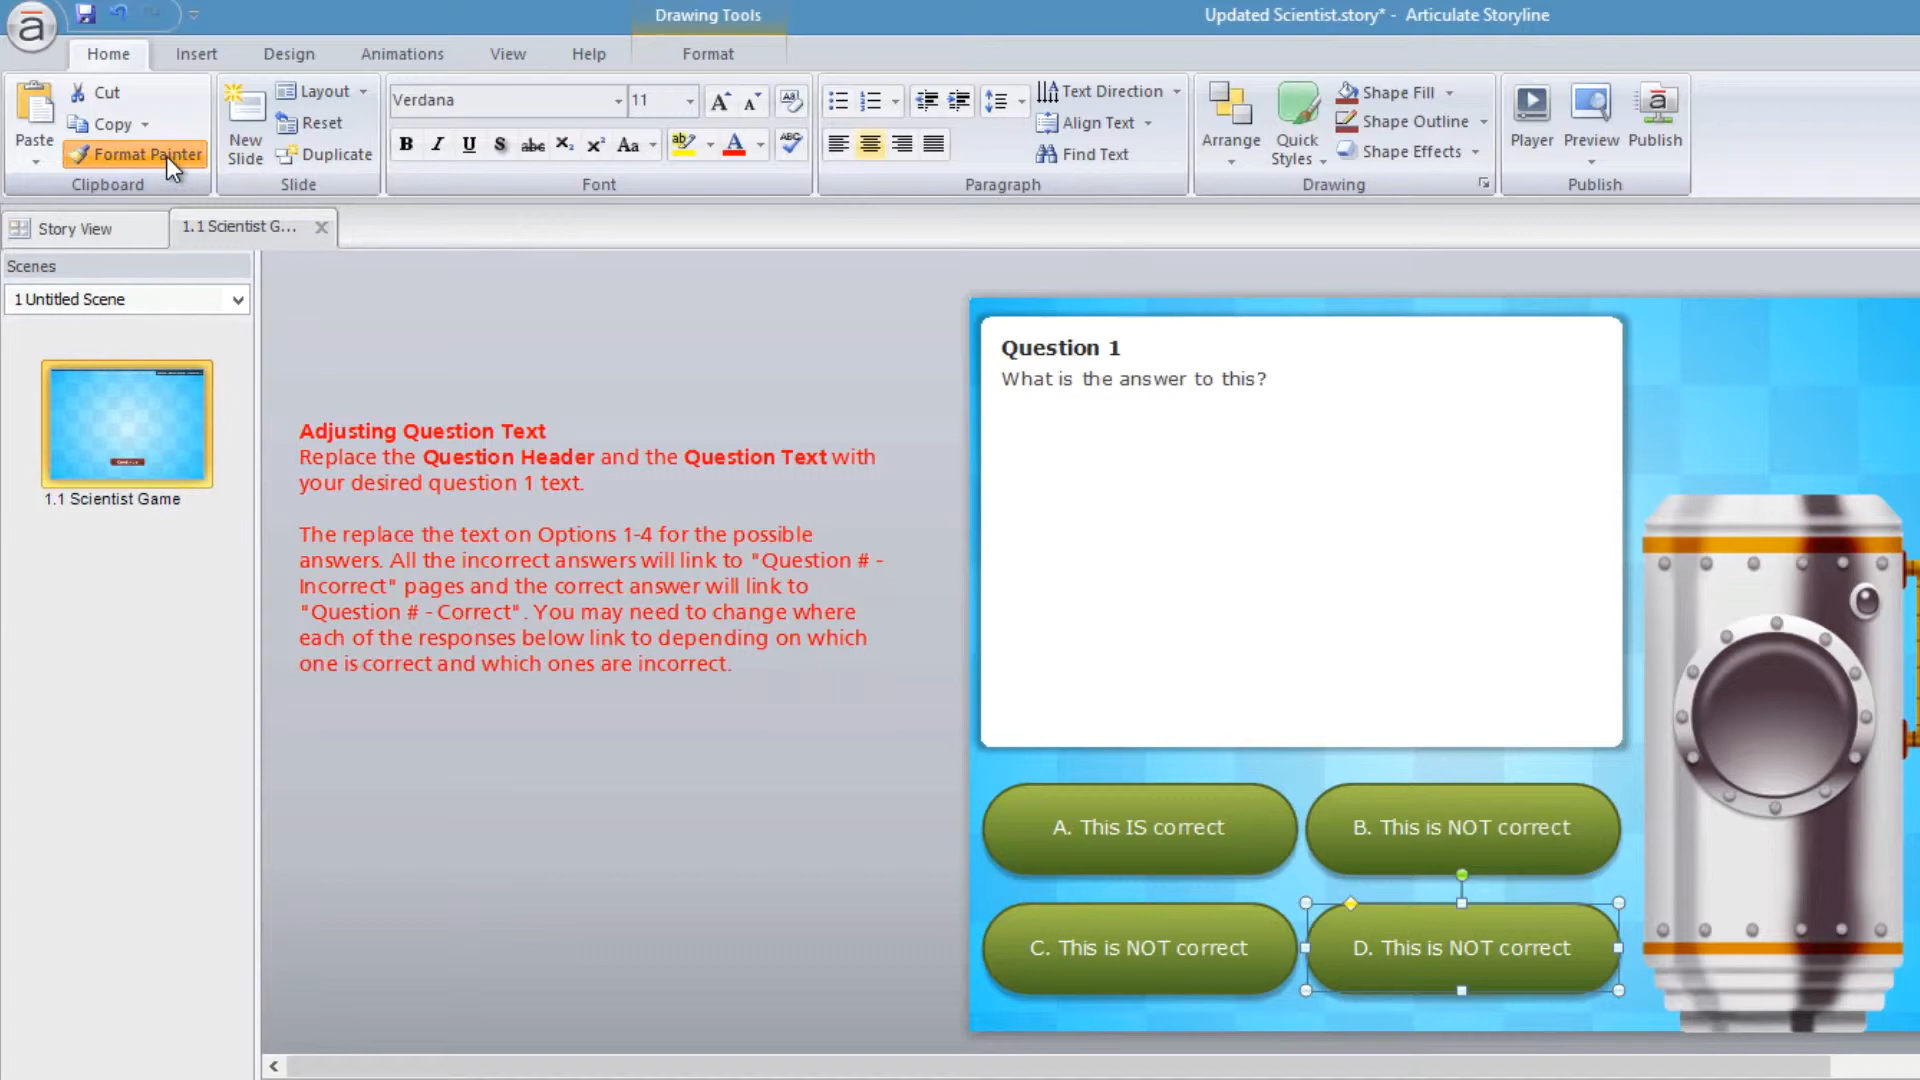 Drawing Tools
Updated Scientist.story* - Articulate Storyline
Home
Insert
Design
Animations
View
Help
Format
Paste
Cut
Copy
Format Painter
Clipboard
New Slide
Layout
Reset
Duplicate
Slide
Verdana
11
Font
Text Direction
Align Text
Find Text
Paragraph
Arrange
Quick Styles
Shape Fill
Shape Outline
Shape Effects
Drawing
Player
Preview
Publish
Publish
Story View
1.1 Scientist G...
Scenes
1 Untitled Scene
1.1 Scientist Game
Adjusting Question Text
Replace the Question Header and the Question Text with
your desired question 1 text.
The replace the text on Options 1-4 for the possible
answers. All the incorrect answers will link to "Question # -
Incorrect" pages and the correct answer will link to
"Question # - Correct". You may need to change where
each of the responses below link to depending on which
one is correct and which ones are incorrect.
Question 1
What is the answer to this?
A. This IS correct
B. This is NOT correct
C. This is NOT correct
D. This is NOT correct